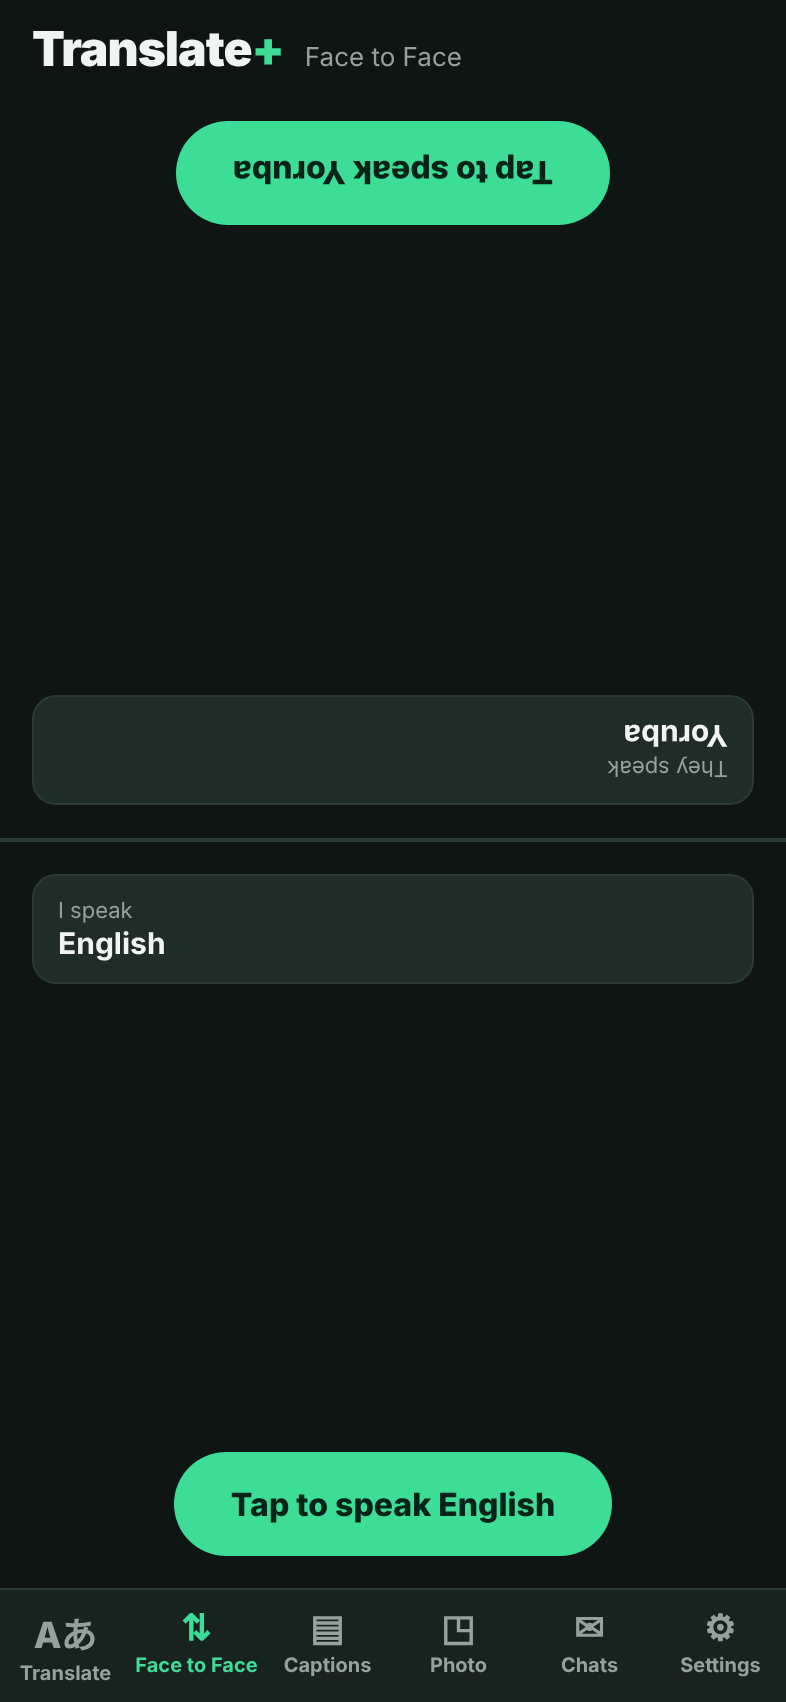 Translate+ Face to Face
Tap to speak Yoruba
They speak
Yoruba
I speak
English
Tap to speak English
Aあ
Translate
Face to Face
Captions
Photo
Chats
Settings